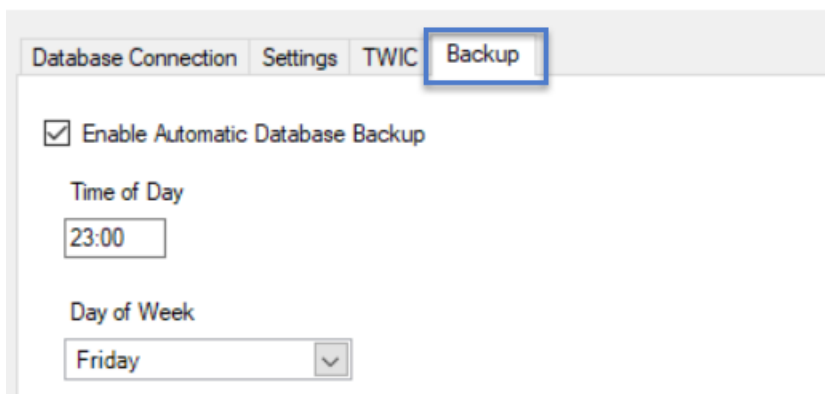 Database Connection Settings TWIC Backup
Enable Automatic Database Backup
Time of Day
23:00
Day of Week
Friday